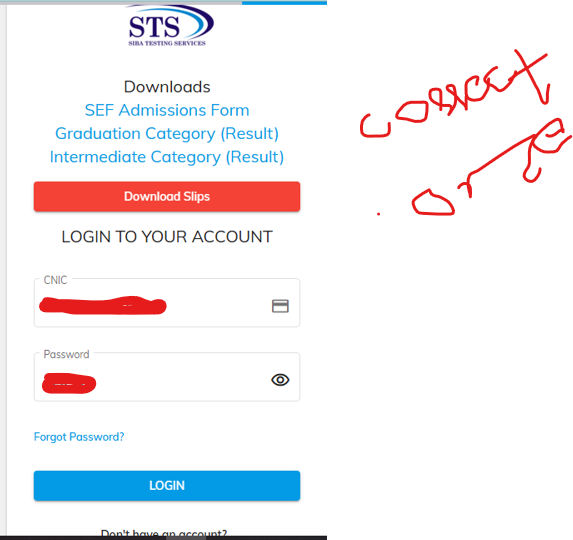 STS
SIBA TESTING SERVICES
Downloads
SEF Admissions Form
Graduation Category (Result)
Intermediate Category (Result)
Download Slips
LOGIN TO YOUR ACCOUNT
CNIC
Password
Forgot Password?
LOGIN
Don't have an account?
correct